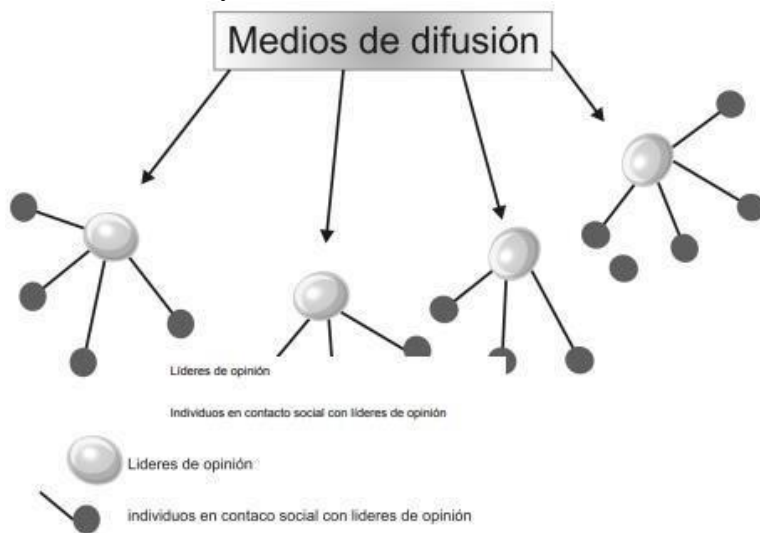 Medios de difusión
Líderes de opinión
Individuos en contacto social con líderes de opinión
Lideres de opinión
individuos en contaco social con lideres de opinión